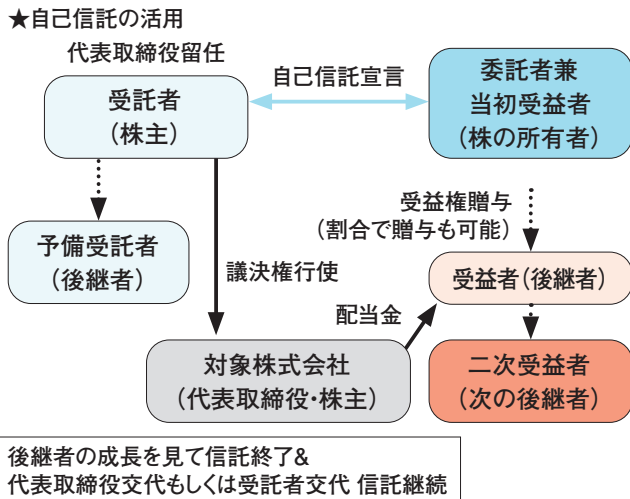 ★自己信託の活用
代表取締役留任
受託者
(株主)
自己信託宣言
委託者兼
当初受益者
(株の所有者)
予備受託者
(後継者)
議決権行使
受益権贈与
(割合で贈与も可能)
受益者(後継者)
配当金
対象株式会社
(代表取締役・株主)
二次受益者
(次の後継者)
後継者の成長を見て信託終了&
代表取締役交代もしくは受託者交代 信託継続